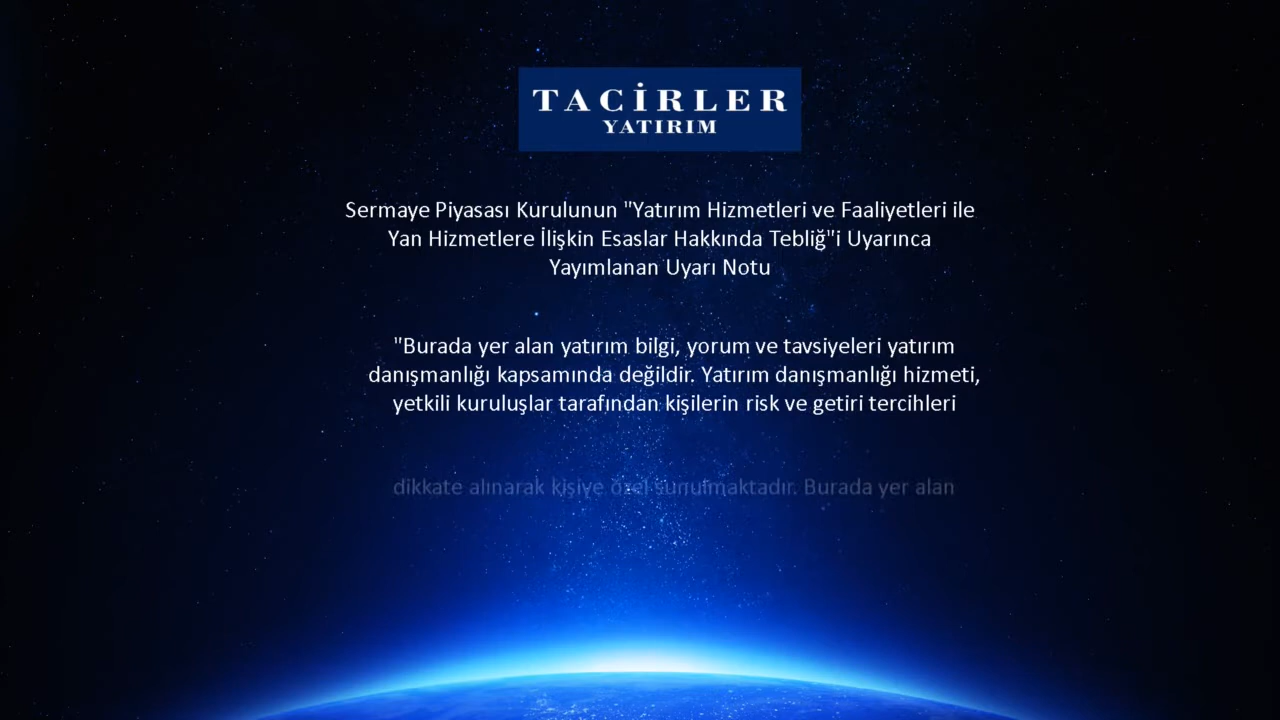 TACİRLER
YATIRIM
Sermaye Piyasası Kurulunun "Yatırım Hizmetleri ve Faaliyetleri ile
Yan Hizmetlere İlişkin Esaslar Hakkında Tebliğ"i Uyarınca
Yayımlanan Uyarı Notu
"Burada yer alan yatırım bilgi, yorum ve tavsiyeleri yatırım
danışmanlığı kapsamında değildir. Yatırım danışmanlığı hizmeti,
yetkili kuruluşlar tarafından kişilerin risk ve getiri tercihleri
dikkate alınarak kişiye özel sunulmaktadır. Burada yer alan